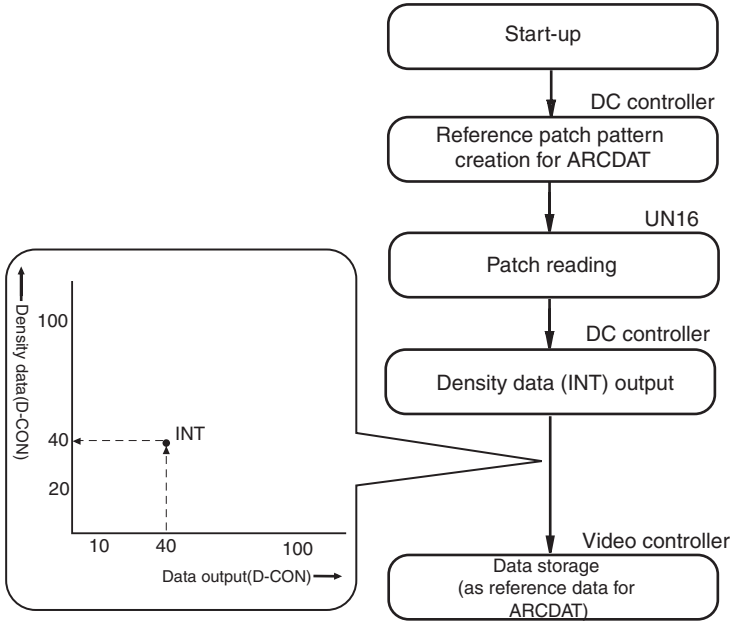 Start-up
DC controller
Reference patch pattern
creation for ARCDAT
UN16
Patch reading
DC controller
Density data (INT) output
Video controller
Data storage
(as reference data for
ARCDAT)
Density data(D-CON)
100
40
20
INT
10
40
100
Data output(D-CON)